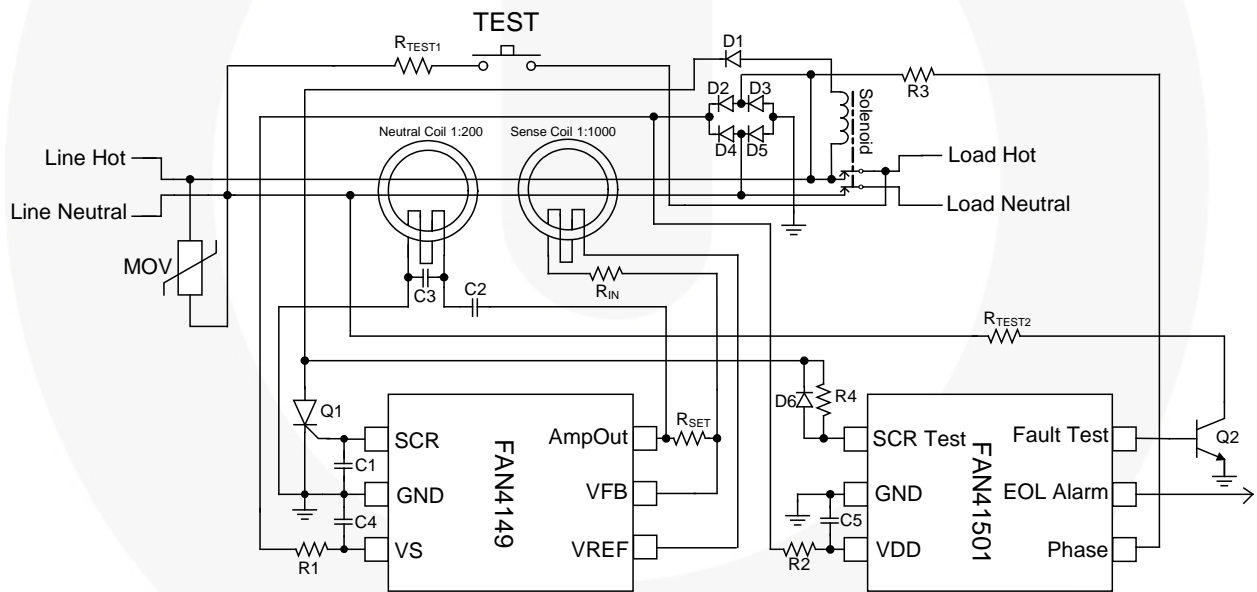 TEST
RTEST1
D1
D2
D3
R3
Solenoid
Neutral Coil 1:200
Sense Coil 1:1000
D4
D5
Line Hot
Load Hot
Line Neutral
Load Neutral
MOV
C3
C2
RIN
RTEST2
Q1
D6
R4
SCR
AmpOut
RSET
SCR Test
Fault Test
Q2
C1
FAN4149
FAN41501
GND
VFB
GND
EOL Alarm
C4
C5
R1
VS
VREF
R2
VDD
Phase